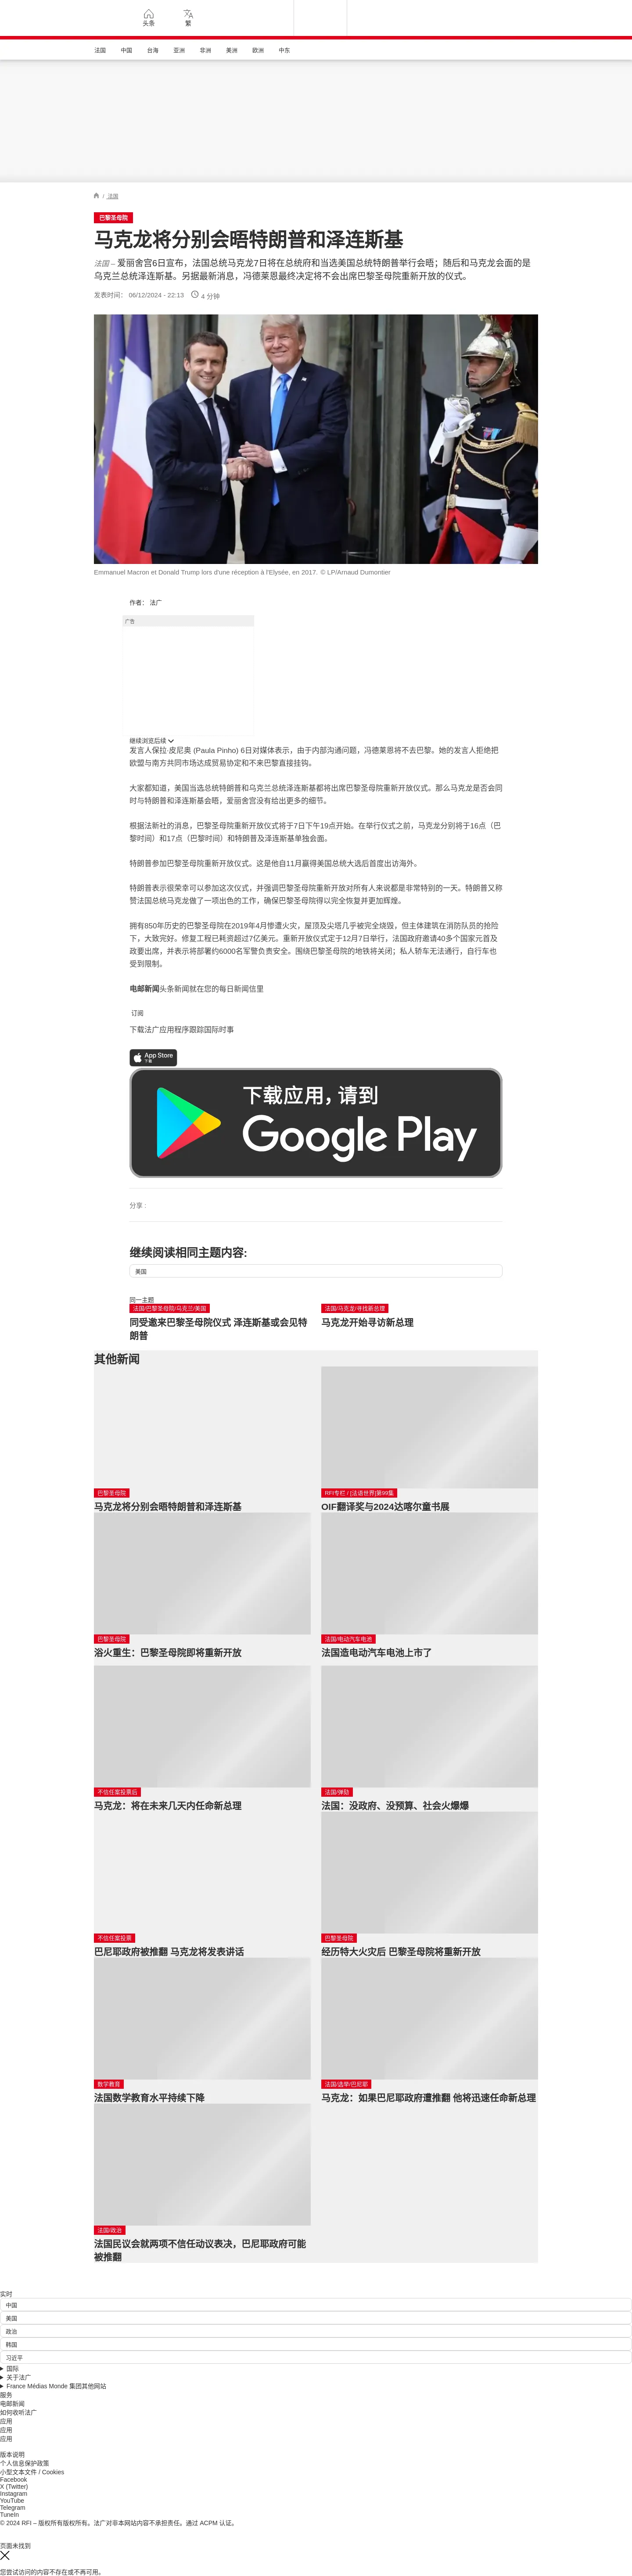 头条
繁
法国
中国
台海
亚洲
非洲
美洲
欧洲
中东
/ 法国
巴黎圣母院
马克龙将分别会晤特朗普和泽连斯基
法国 – 爱丽舍宫6日宣布，法国总统马克龙7日将在总统府和当选美国总统特朗普举行会晤；随后和马克龙会面的是
乌克兰总统泽连斯基。另据最新消息，冯德莱恩最终决定将不会出席巴黎圣母院重新开放的仪式。
发表时间： 06/12/2024 - 22:13
4 分钟
Emmanuel Macron et Donald Trump lors d'une réception à l'Elysée, en 2017. © LP/Arnaud Dumontier
作者： 法广
广告
继续浏览后续
发言人保拉·皮尼奥 (Paula Pinho) 6日对媒体表示，由于内部沟通问题，冯德莱恩将不去巴黎。她的发言人拒绝把
欧盟与南方共同市场达成贸易协定和不来巴黎直接挂钩。
大家都知道，美国当选总统特朗普和乌克兰总统泽连斯基都将出席巴黎圣母院重新开放仪式。那么马克龙是否会同
时与特朗普和泽连斯基会晤，爱丽舍宫没有给出更多的细节。
根据法新社的消息，巴黎圣母院重新开放仪式将于7日下午19点开始。在举行仪式之前，马克龙分别将于16点（巴
黎时间）和17点（巴黎时间）和特朗普及泽连斯基单独会面。
特朗普参加巴黎圣母院重新开放仪式。这是他自11月赢得美国总统大选后首度出访海外。
特朗普表示很荣幸可以参加这次仪式，并强调巴黎圣母院重新开放对所有人来说都是非常特别的一天。特朗普又称
赞法国总统马克龙做了一项出色的工作，确保巴黎圣母院得以完全恢复并更加辉煌。
拥有850年历史的巴黎圣母院在2019年4月惨遭火灾，屋顶及尖塔几乎被完全烧毁，但主体建筑在消防队员的抢险
下，大致完好。修复工程已耗资超过7亿美元。重新开放仪式定于12月7日举行，法国政府邀请40多个国家元首及
政要出席，并表示将部署约6000名军警负责安全。围绕巴黎圣母院的地铁将关闭；私人轿车无法通行，自行车也
受到限制。
电邮新闻头条新闻就在您的每日新闻信里
订阅
下载法广应用程序跟踪国际时事
App Store
下载
下载应用，请到
Google Play
分享 :
继续阅读相同主题内容:
美国
同一主题
法国/巴黎圣母院/乌克兰/美国
同受邀来巴黎圣母院仪式 泽连斯基或会见特
朗普
法国/马克龙/寻找新总理
马克龙开始寻访新总理
其他新闻
巴黎圣母院
马克龙将分别会晤特朗普和泽连斯基
RFI专栏 / [法语世界]第99集
OIF翻译奖与2024达喀尔童书展
巴黎圣母院
浴火重生：巴黎圣母院即将重新开放
法国/电动汽车电池
法国造电动汽车电池上市了
不信任案投票后
马克龙：将在未来几天内任命新总理
法国/弹劾
法国：没政府、没预算、社会火爆爆
不信任案投票
巴尼耶政府被推翻 马克龙将发表讲话
巴黎圣母院
经历特大火灾后 巴黎圣母院将重新开放
数学教育
法国数学教育水平持续下降
法国/选举/巴尼耶
马克龙：如果巴尼耶政府遭推翻 他将迅速任命新总理
法国/政治
法国民议会就两项不信任动议表决，巴尼耶政府可能
被推翻
实时
中国
美国
政治
韩国
习近平
国际
关于法广
France Médias Monde 集团其他网站
服务
电邮新闻
如何收听法广
应用
应用
应用
版本说明
个人信息保护政策
小型文本文件 / Cookies
Facebook
X (Twitter)
Instagram
YouTube
Telegram
TuneIn
© 2024 RFI – 版权所有版权所有。法广对非本网站内容不承担责任。通过 ACPM 认证。
页面未找到
您尝试访问的内容不存在或不再可用。